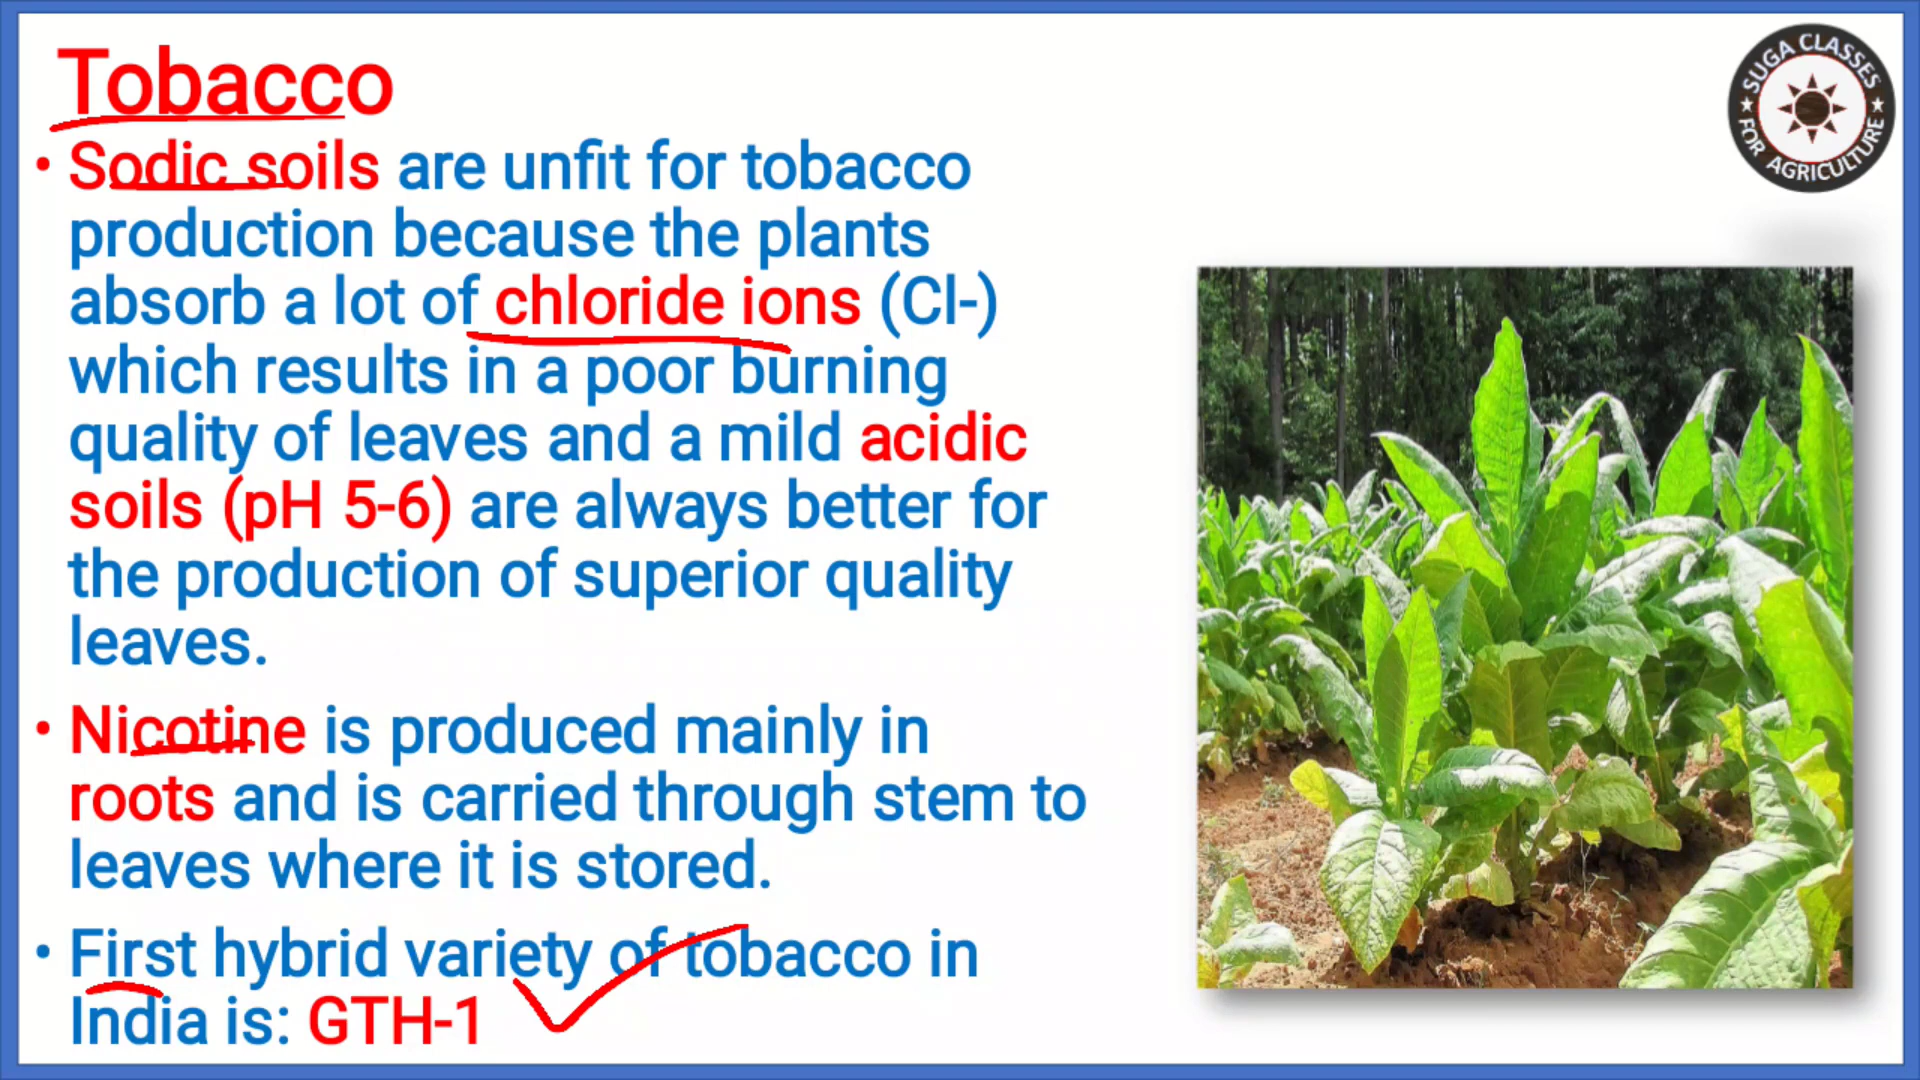 Tobacco
• Sodic soils are unfit for tobacco
production because the plants
absorb a lot of chloride ions (Cl-)
which results in a poor burning
quality of leaves and a mild acidic
soils (pH 5-6) are always better for
the production of superior quality
leaves.
• Nicotine is produced mainly in
roots and is carried through stem to
leaves where it is stored.
• First hybrid variety of tobacco in
India is: GTH-1
SUGA CLASSES
FOR AGRICULTURE